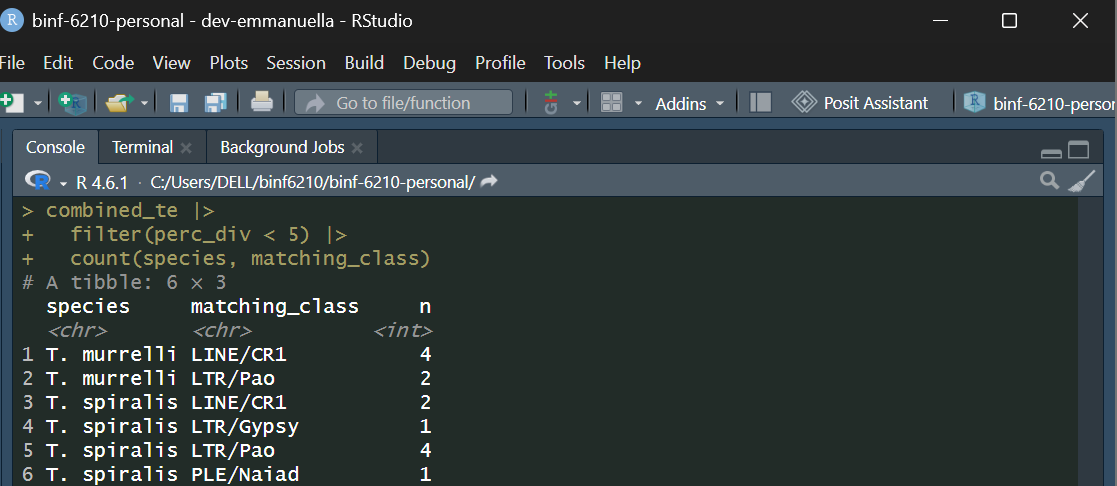 R binf-6210-personal - dev-emmanuella - RStudio
File Edit Code View Plots Session Build Debug Profile Tools Help
Go to file/function Addins Posit Assistant R binf-6210-persor
Console Terminal Background Jobs
R R 4.6.1 · C:/Users/DELL/binf6210/binf-6210-personal/
> combined_te |>
+   filter(perc_div < 5) |>
+   count(species, matching_class)
# A tibble: 6 × 3
  species     matching_class     n
  <chr>       <chr>          <int>
1 T. murrelli LINE/CR1           4
2 T. murrelli LTR/Pao            2
3 T. spiralis LINE/CR1           2
4 T. spiralis LTR/Gypsy          1
5 T. spiralis LTR/Pao            4
6 T. spiralis PLE/Naiad          1